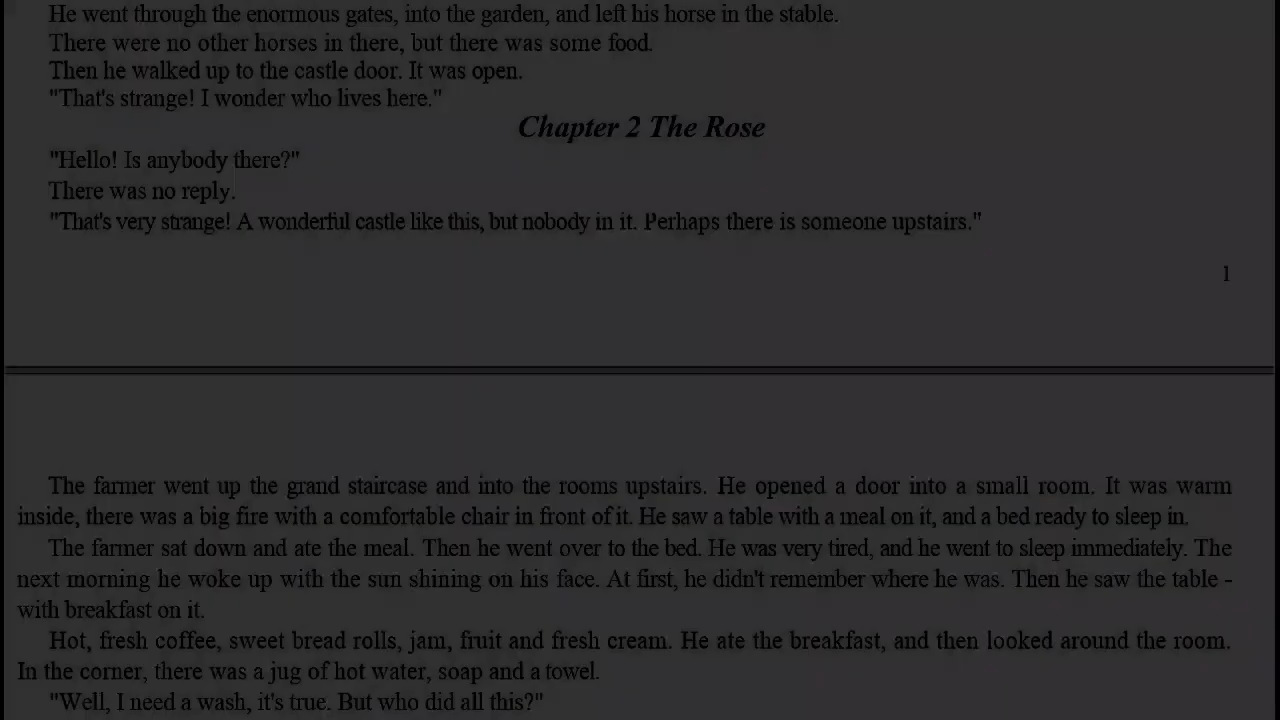 He went through the enormous gates, into the garden, and left his horse in the stable.
There were no other horses in there, but there was some food.
Then he walked up to the castle door. It was open.
"That's strange! I wonder who lives here."
Chapter 2 The Rose
"Hello! Is anybody there?"
There was no reply.
"That's very strange! A wonderful castle like this, but nobody in it. Perhaps there is someone upstairs."
1
The farmer went up the grand staircase and into the rooms upstairs. He opened a door into a small room. It was warm
inside, there was a big fire with a comfortable chair in front of it. He saw a table with a meal on it, and a bed ready to sleep in.
The farmer sat down and ate the meal. Then he went over to the bed. He was very tired, and he went to sleep immediately. The
next morning he woke up with the sun shining on his face. At first, he didn't remember where he was. Then he saw the table -
with breakfast on it.
Hot, fresh coffee, sweet bread rolls, jam, fruit and fresh cream. He ate the breakfast, and then looked around the room.
In the corner, there was a jug of hot water, soap and a towel.
"Well, I need a wash, it's true. But who did all this?"